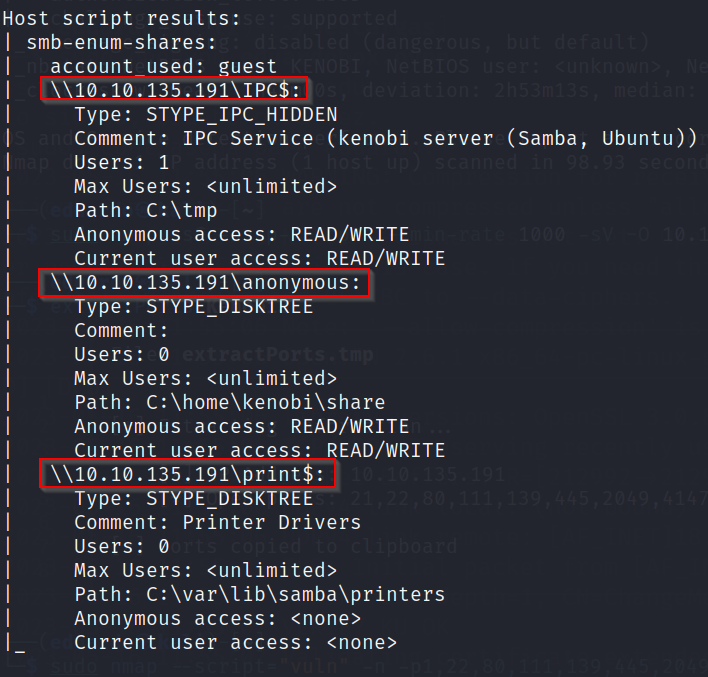 Host script results:
| smb-enum-shares:
|   account_used: guest
|   \\10.10.135.191\IPC$:
|     Type: STYPE_IPC_HIDDEN
|     Comment: IPC Service (kenobi server (Samba, Ubuntu))
|     Users: 1
|     Max Users: <unlimited>
|     Path: C:\tmp
|     Anonymous access: READ/WRITE
|     Current user access: READ/WRITE
|   \\10.10.135.191\anonymous:
|     Type: STYPE_DISKTREE
|     Comment:
|     Users: 0
|     Max Users: <unlimited>
|     Path: C:\home\kenobi\share
|     Anonymous access: READ/WRITE
|     Current user access: READ/WRITE
|   \\10.10.135.191\print$:
|     Type: STYPE_DISKTREE
|     Comment: Printer Drivers
|     Users: 0
|     Max Users: <unlimited>
|     Path: C:\var\lib\samba\printers
|     Anonymous access: <none>
|_    Current user access: <none>